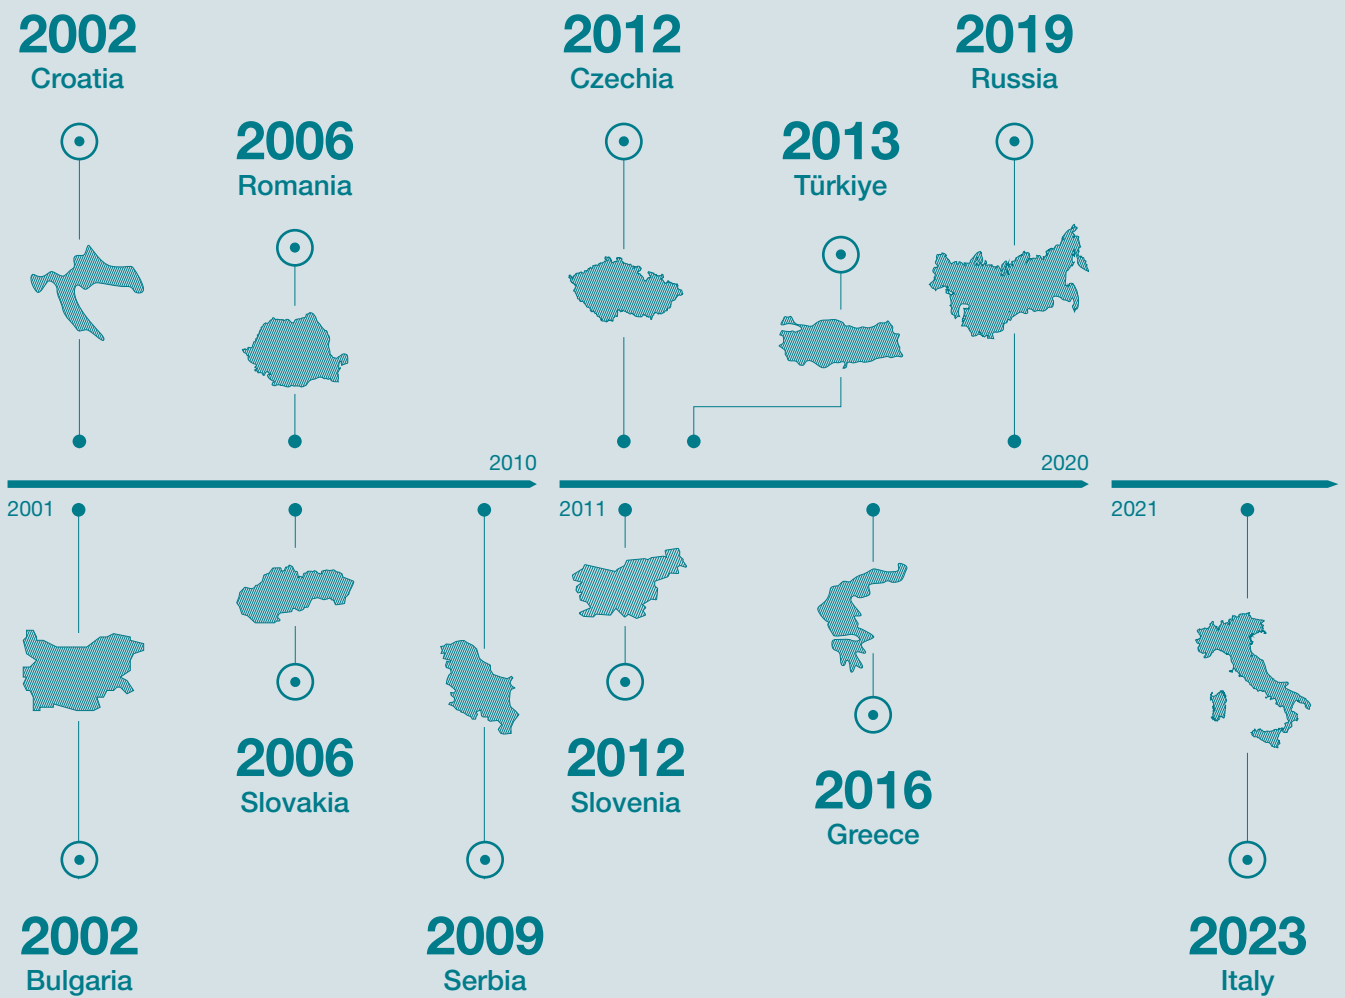 2002
Croatia
2006
Romania
2012
Czechia
2013
Türkiye
2019
Russia
2010
2020
2001
2011
2021
2002
Bulgaria
2006
Slovakia
2009
Serbia
2012
Slovenia
2016
Greece
2023
Italy